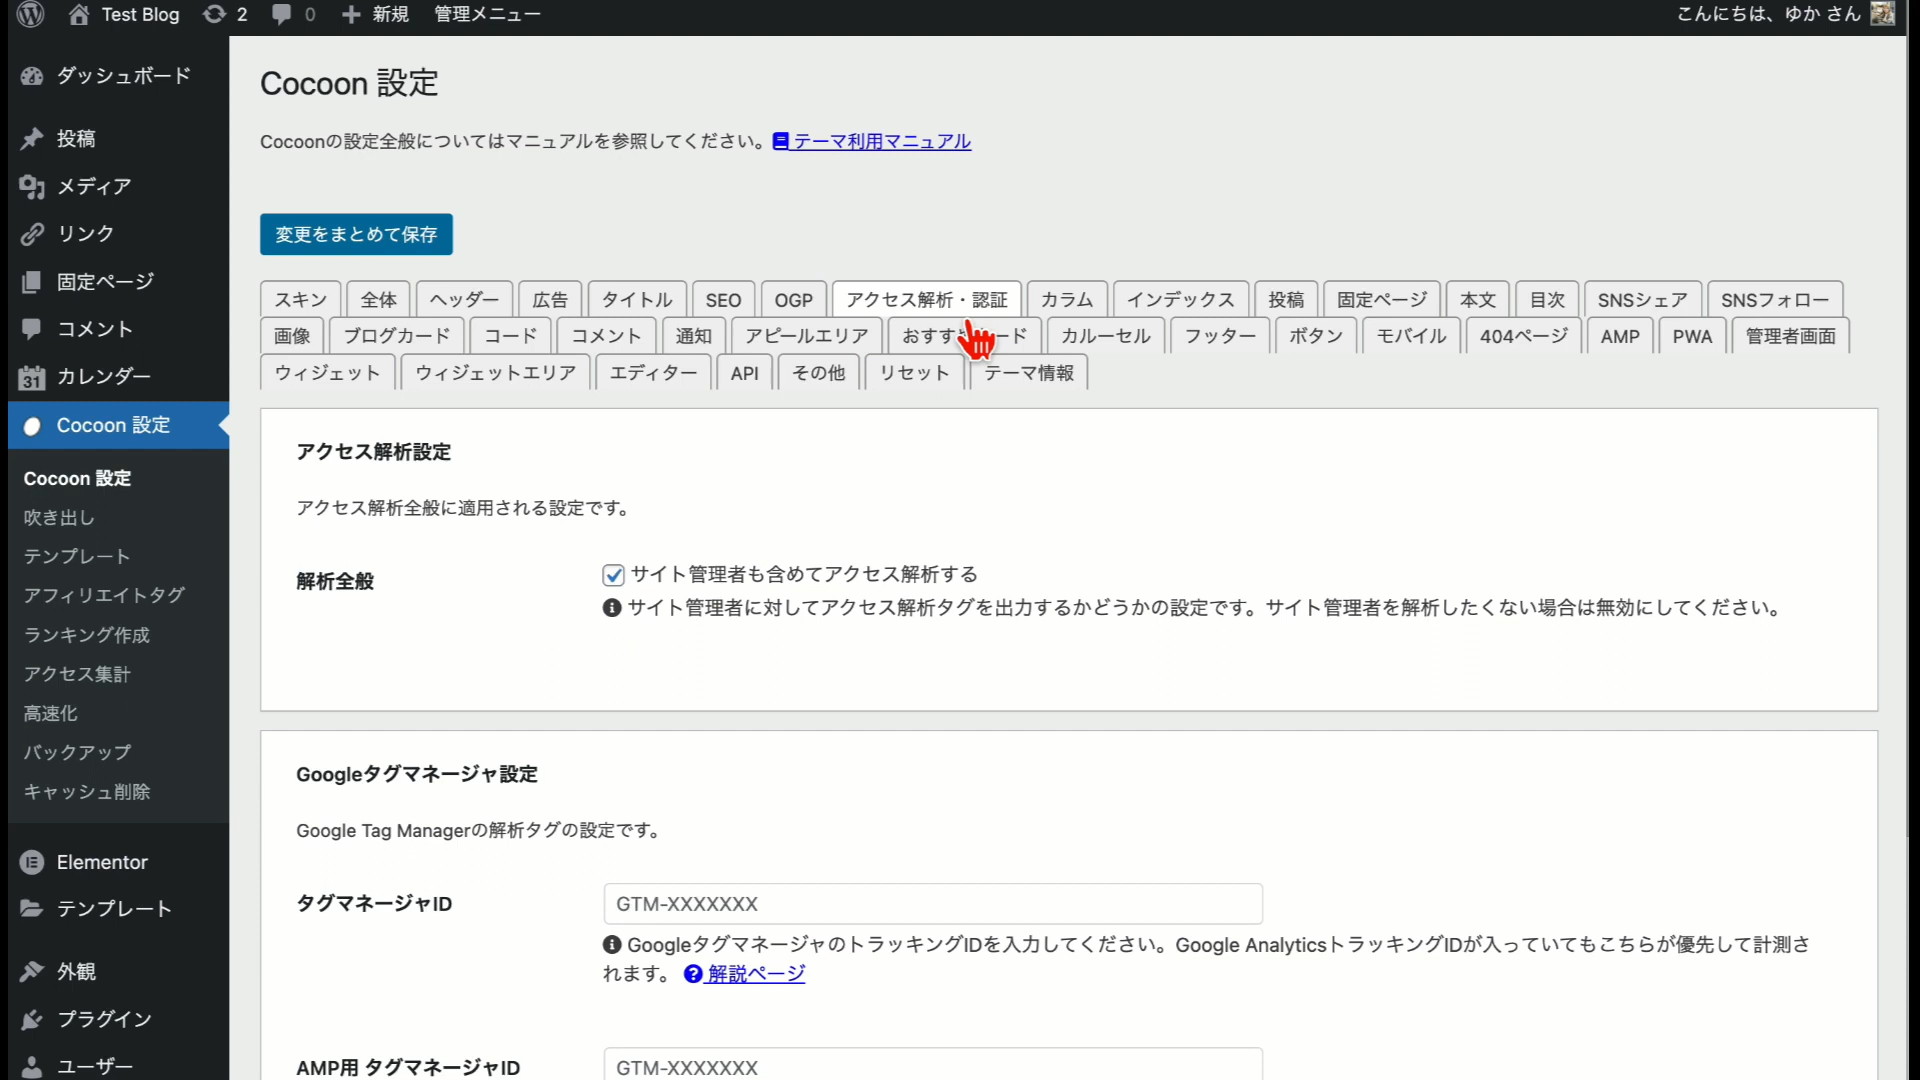 Test Blog 2 0 新規 管理メニュー こんにちは、ゆか さん
ダッシュボード
投稿
メディア
リンク
固定ページ
コメント
31 カレンダー
Cocoon 設定
Cocoon 設定
吹き出し
テンプレート
アフィリエイトタグ
ランキング作成
アクセス集計
高速化
バックアップ
キャッシュ削除
Elementor
テンプレート
外観
プラグイン
ユーザー
Cocoon 設定
Cocoonの設定全般についてはマニュアルを参照してください。 テーマ利用マニュアル
変更をまとめて保存
スキン 全体 ヘッダー 広告 タイトル SEO OGP アクセス解析・認証 カラム インデックス 投稿 固定ページ 本文 目次 SNSシェア SNSフォロー
画像 ブログカード コード コメント 通知 アピールエリア おすす ード カルーセル フッター ボタン モバイル 404ページ AMP PWA 管理者画面
ウィジェット ウィジェットエリア エディター API その他 リセット テーマ情報
アクセス解析設定
アクセス解析全般に適用される設定です。
解析全般 サイト管理者も含めてアクセス解析する
サイト管理者に対してアクセス解析タグを出力するかどうかの設定です。サイト管理者を解析したくない場合は無効にしてください。
Googleタグマネージャ設定
Google Tag Managerの解析タグの設定です。
タグマネージャID GTM-XXXXXXX
GoogleタグマネージャのトラッキングIDを入力してください。Google AnalyticsトラッキングIDが入っていてもこちらが優先して計測さ
れます。 解説ページ
AMP用 タグマネージャID GTM-XXXXXXX